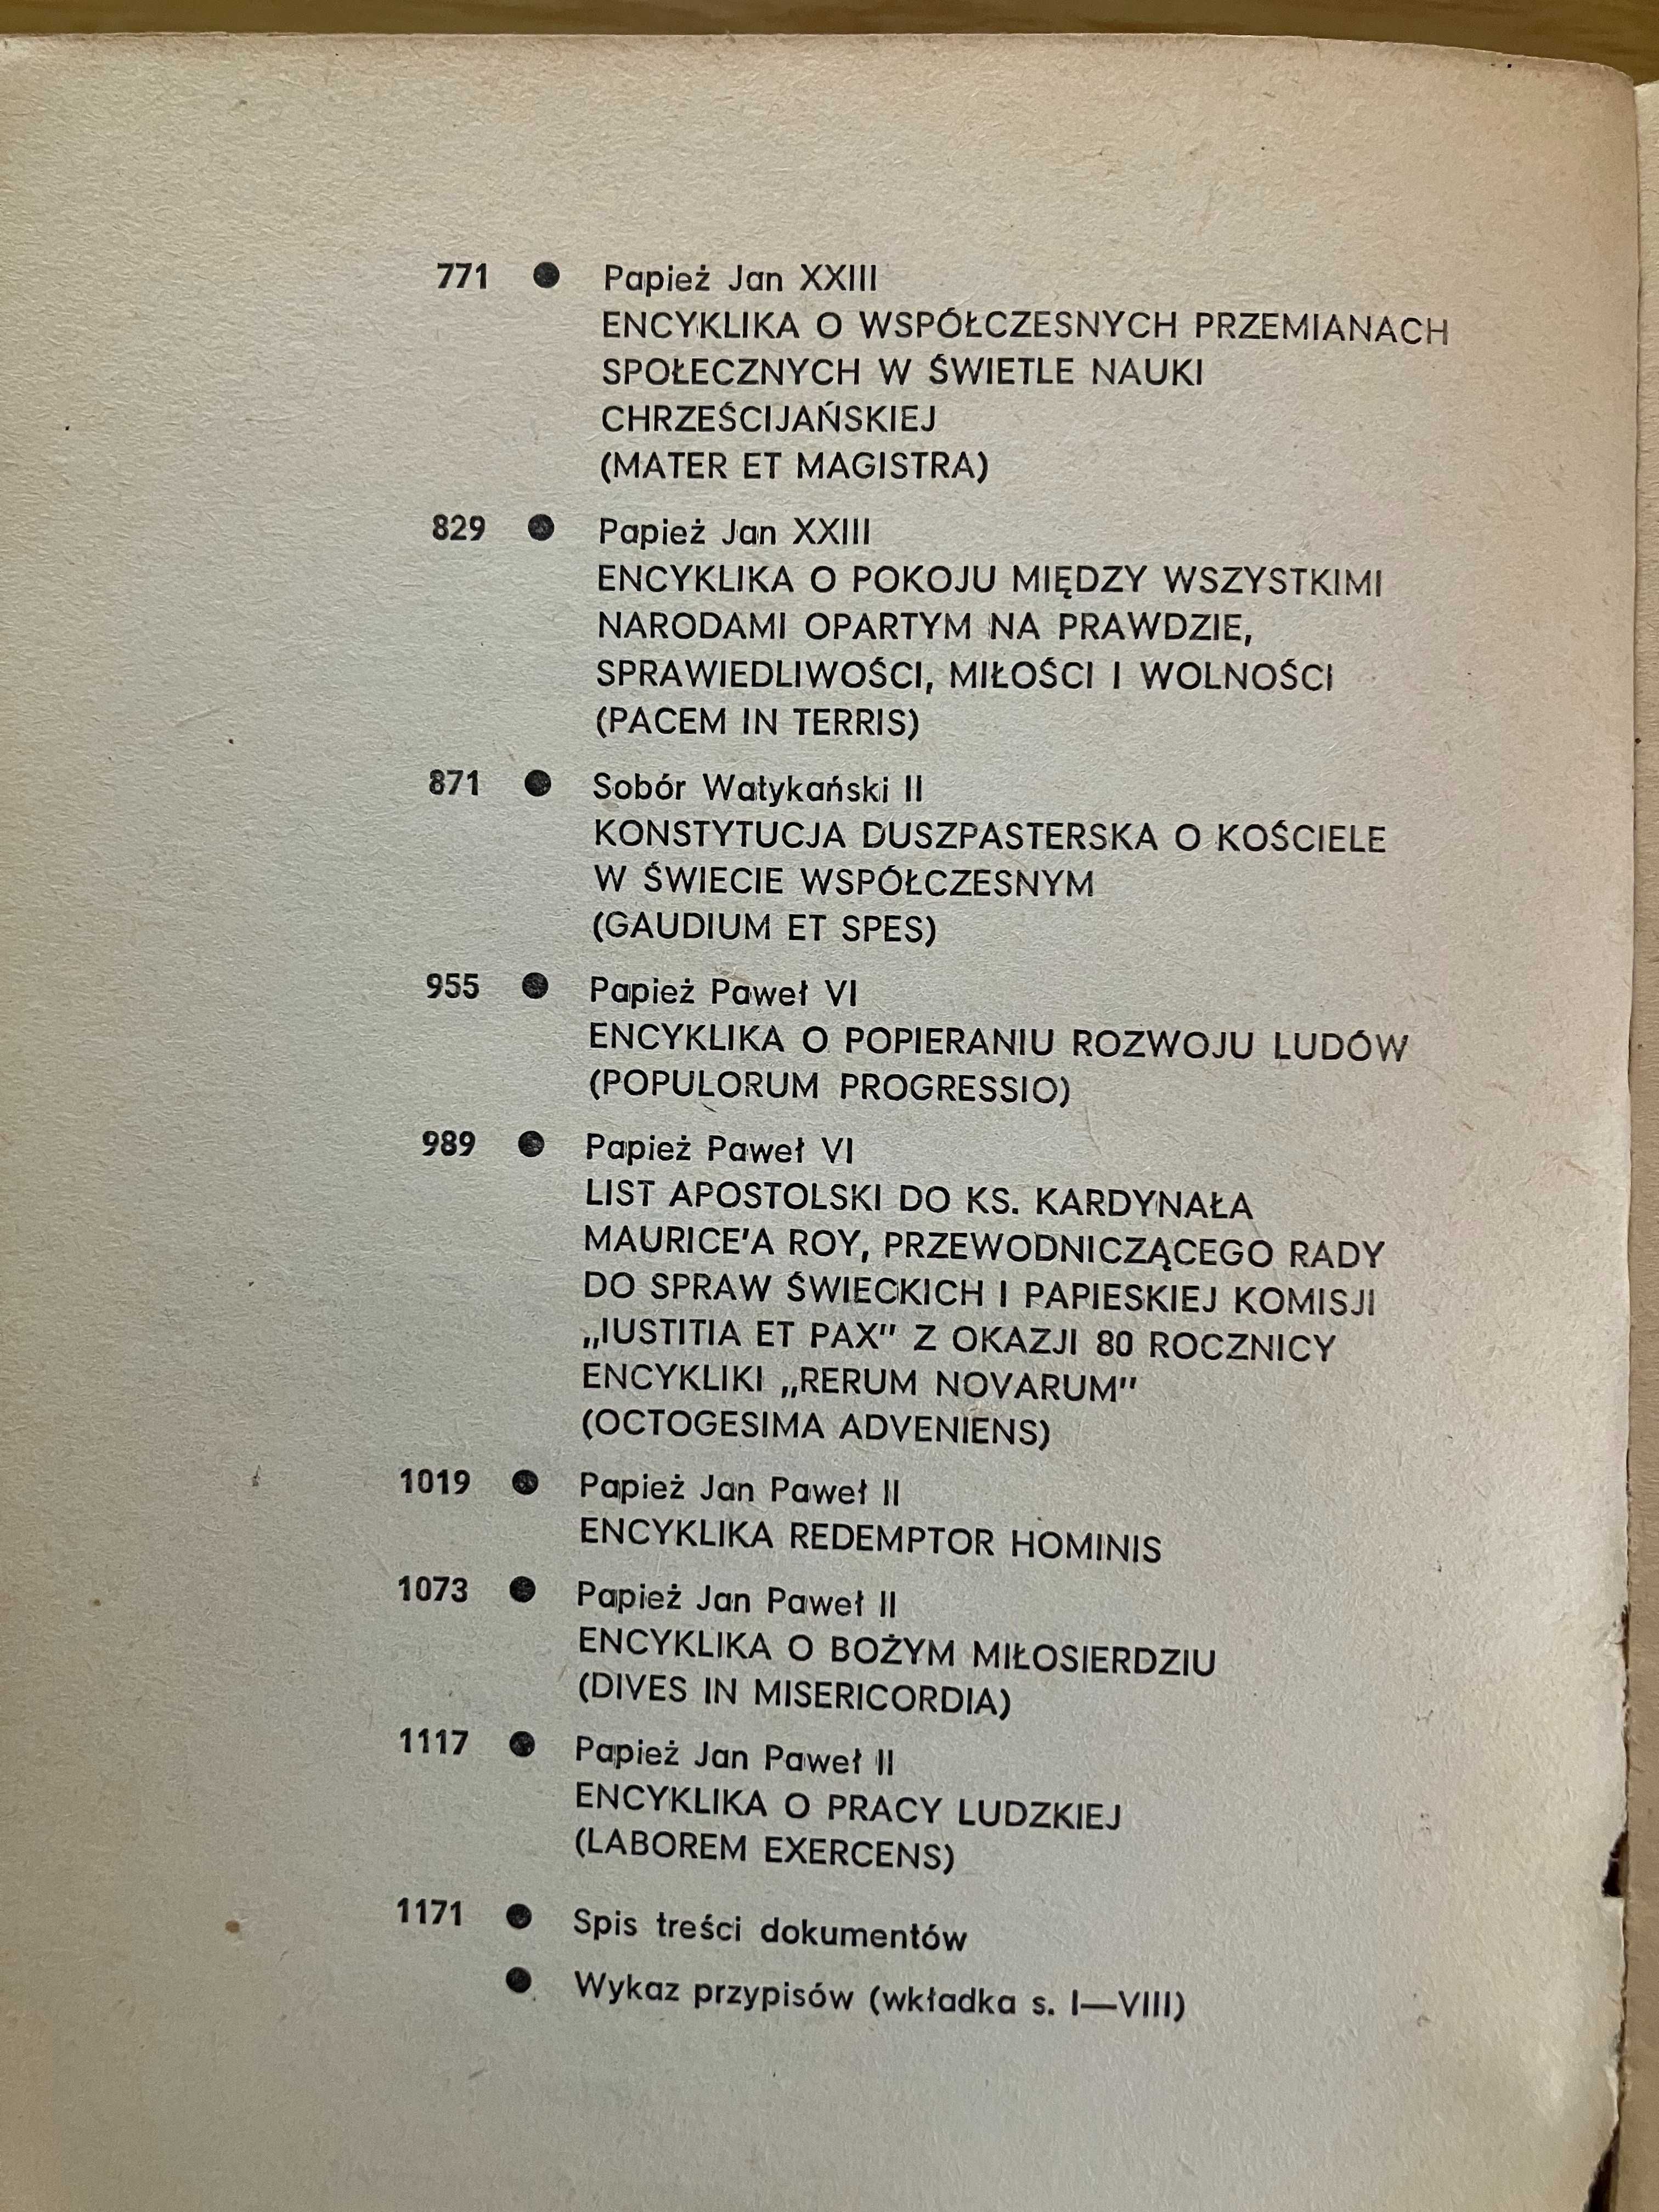 771 ● Papież Jan XXIII
ENCYKLIKA O WSPÓŁCZESNYCH PRZEMIANACH
SPOŁECZNYCH W ŚWIETLE NAUKI
CHRZEŚCIJAŃSKIEJ
(MATER ET MAGISTRA)
829 ● Papież Jan XXIII
ENCYKLIKA O POKOJU MIĘDZY WSZYSTKIMI
NARODAMI OPARTYM NA PRAWDZIE,
SPRAWIEDLIWOŚCI, MIŁOŚCI I WOLNOŚCI
(PACEM IN TERRIS)
871 ● Sobór Watykański II
KONSTYTUCJA DUSZPASTERSKA O KOŚCIELE
W ŚWIECIE WSPÓŁCZESNYM
(GAUDIUM ET SPES)
955 ● Papież Paweł VI
ENCYKLIKA O POPIERANIU ROZWOJU LUDÓW
(POPULORUM PROGRESSIO)
989 ● Papież Paweł VI
LIST APOSTOLSKI DO KS. KARDYNAŁA
MAURICE'A ROY, PRZEWODNICZĄCEGO RADY
DO SPRAW ŚWIECKICH I PAPIESKIEJ KOMISJI
„IUSTITIA ET PAX" Z OKAZJI 80 ROCZNICY
ENCYKLIKI „RERUM NOVARUM"
(OCTOGESIMA ADVENIENS)
1019 ● Papież Jan Paweł II
ENCYKLIKA REDEMPTOR HOMINIS
1073 ● Papież Jan Paweł II
ENCYKLIKA O BOŻYM MIŁOSIERDZIU
(DIVES IN MISERICORDIA)
1117 ● Papież Jan Paweł II
ENCYKLIKA O PRACY LUDZKIEJ
(LABOREM EXERCENS)
1171 ● Spis treści dokumentów
● Wykaz przypisów (wkładka s. I—VIII)